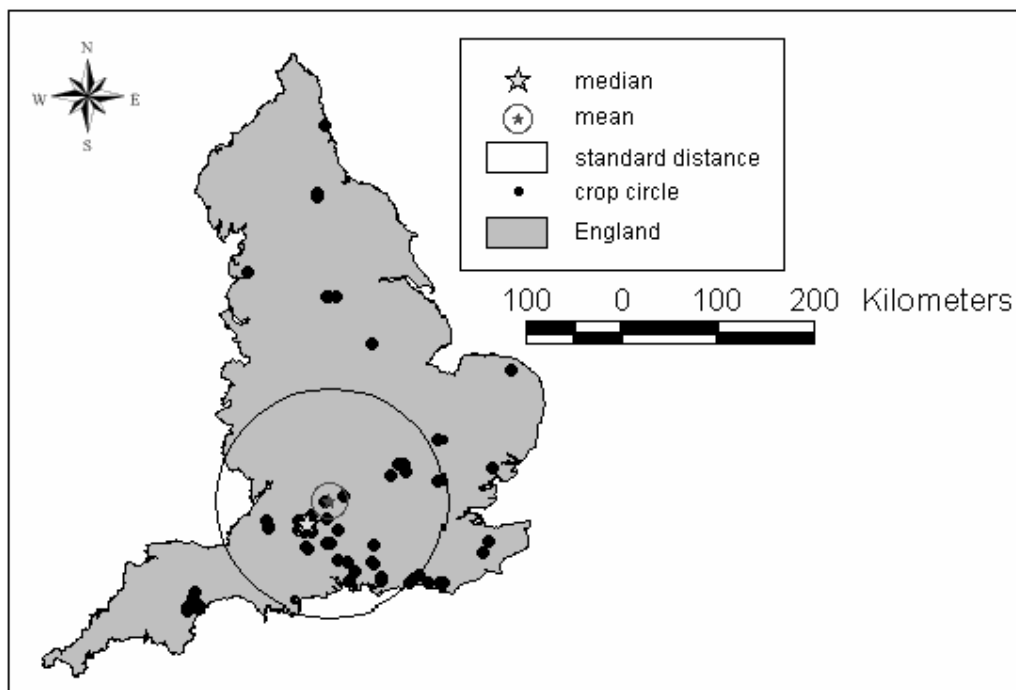 N
W E
S
median
mean
standard distance
crop circle
England
100 0 100 200 Kilometers